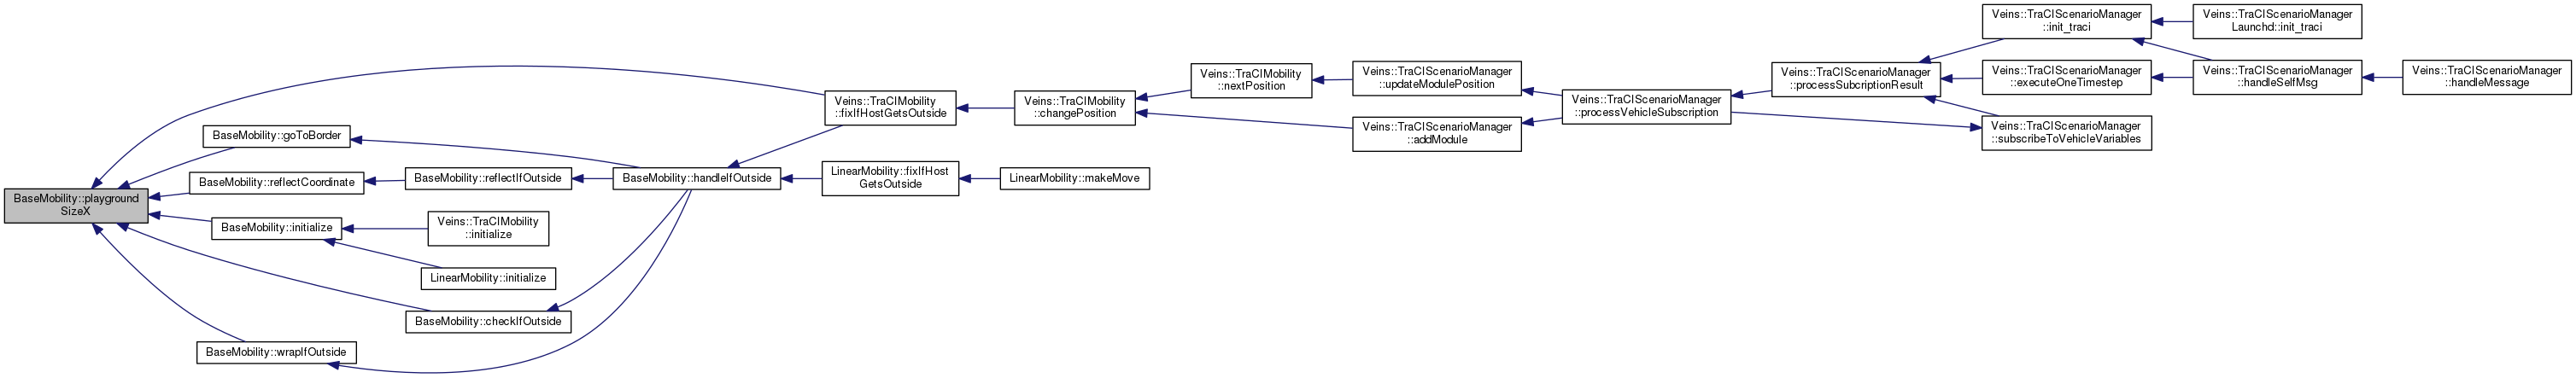 BaseMobility::playground
SizeX
BaseMobility::goToBorder
BaseMobility::reflectCoordinate
BaseMobility::initialize
BaseMobility::wrapIfOutside
BaseMobility::reflectIfOutside
Veins::TraCIMobility
::initialize
LinearMobility::initialize
BaseMobility::checkIfOutside
BaseMobility::handleIfOutside
Veins::TraCIMobility
::fixIfHostGetsOutside
LinearMobility::fixIfHost
GetsOutside
Veins::TraCIMobility
::changePosition
LinearMobility::makeMove
Veins::TraCIMobility
::nextPosition
Veins::TraCIScenarioManager
::updateModulePosition
Veins::TraCIScenarioManager
::addModule
Veins::TraCIScenarioManager
::processVehicleSubscription
Veins::TraCIScenarioManager
::processSubcriptionResult
Veins::TraCIScenarioManager
::init_traci
Veins::TraCIScenarioManager
::executeOneTimestep
Veins::TraCIScenarioManager
::subscribeToVehicleVariables
Veins::TraCIScenarioManager
Launchd::init_traci
Veins::TraCIScenarioManager
::handleSelfMsg
Veins::TraCIScenarioManager
::handleMessage